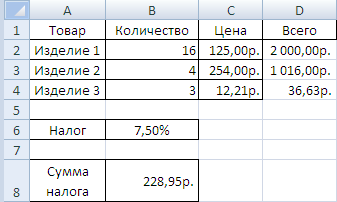 A B C D
1 Товар Количество Цена Всего
2 Изделие 1 16 125,00р. 2 000,00р.
3 Изделие 2 4 254,00р. 1 016,00р.
4 Изделие 3 3 12,21р. 36,63р.
5
6 Налог 7,50%
7
8 Сумма налога 228,95р.